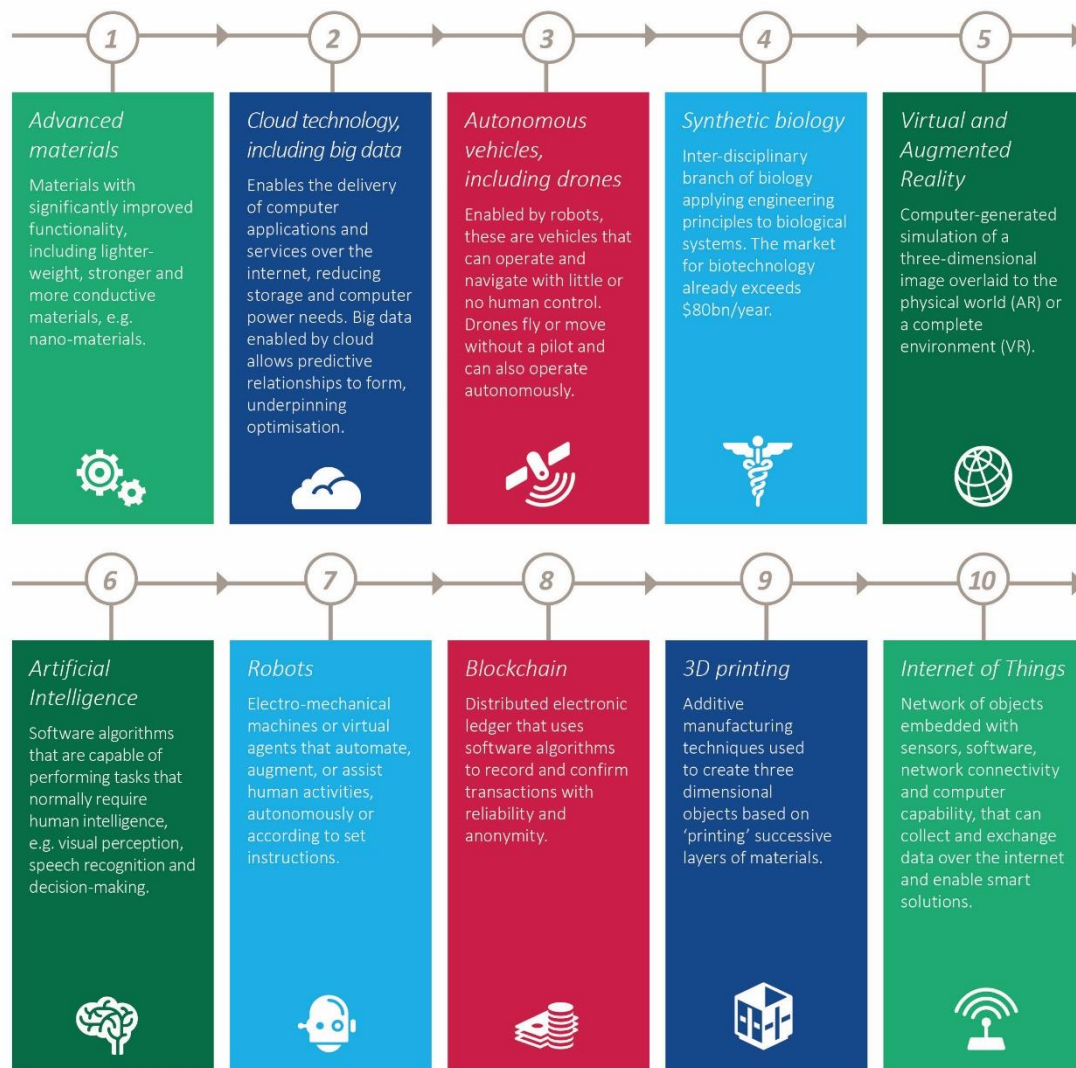 1
2
3
4
5
Advanced
materials
Materials with
significantly improved
functionality,
including lighter-
weight, stronger and
more conductive
materials, e.g.
nano-materials.
Cloud technology,
including big data
Enables the delivery
of computer
applications and
services over the
internet, reducing
storage and computer
power needs. Big data
enabled by cloud
allows predictive
relationships to form,
underpinning
optimisation.
Autonomous
vehicles,
including drones
Enabled by robots,
these are vehicles that
can operate and
navigate with little or
no human control.
Drones fly or move
without a pilot and
can also operate
autonomously.
Synthetic biology
Inter-disciplinary
branch of biology
applying engineering
principles to biological
systems. The market
for biotechnology
already exceeds
$80bn/year.
Virtual and
Augmented
Reality
Computer-generated
simulation of a
three-dimensional
image overlaid to the
physical world (AR) or
a complete
environment (VR).
6
7
8
9
10
Artificial
Intelligence
Software algorithms
that are capable of
performing tasks that
normally require
human intelligence,
e.g. visual perception,
speech recognition and
decision-making.
Robots
Electro-mechanical
machines or virtual
agents that automate,
augment, or assist
human activities,
autonomously or
according to set
instructions.
Blockchain
Distributed electronic
ledger that uses
software algorithms
to record and confirm
transactions with
reliability and
anonymity.
3D printing
Additive
manufacturing
techniques used
to create three
dimensional
objects based on
‘printing’ successive
layers of materials.
Internet of Things
Network of objects
embedded with
sensors, software,
network connectivity
and computer
capability, that can
collect and exchange
data over the internet
and enable smart
solutions.